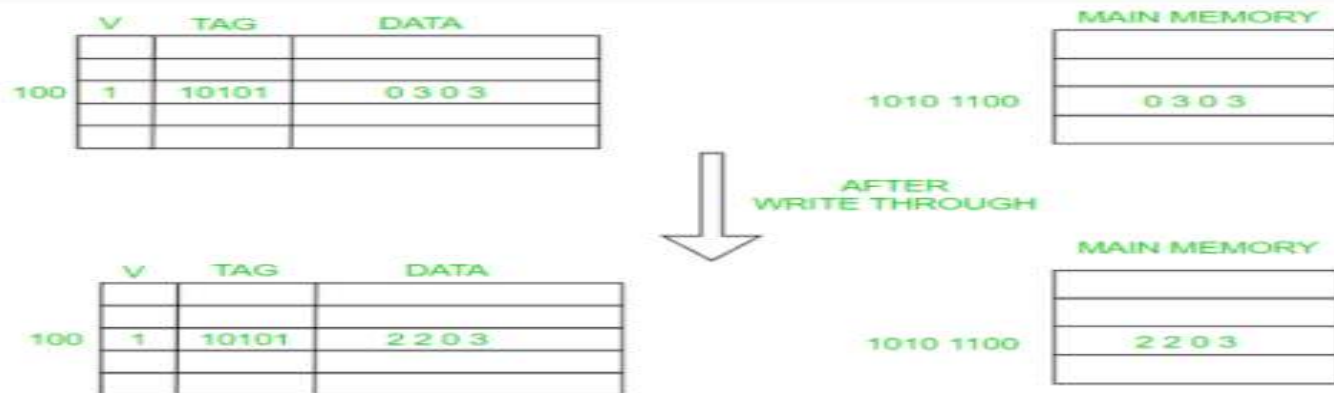 V TAG DATA MAIN MEMORY
100 1 10101 0 3 0 3 1010 1100 0 3 0 3
AFTER
WRITE THROUGH
V TAG DATA MAIN MEMORY
100 1 10101 2 2 0 3 1010 1100 2 2 0 3